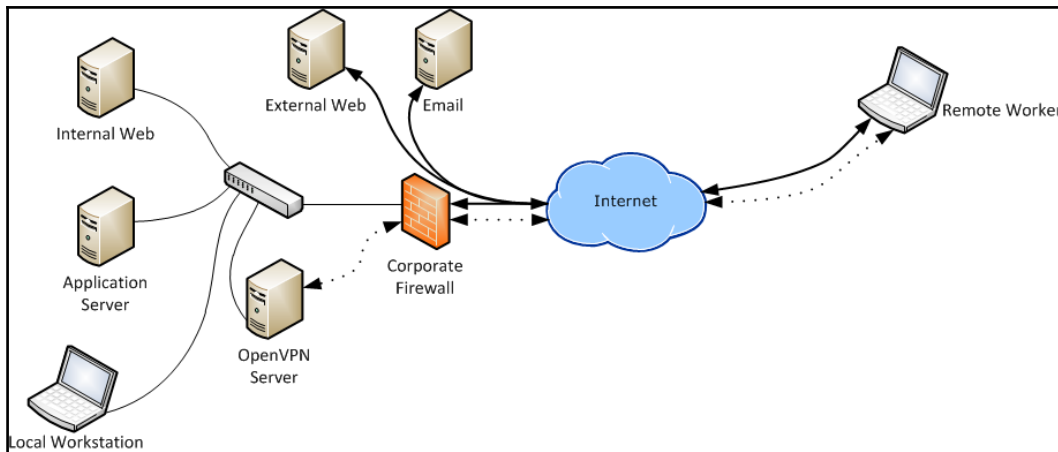 Internal Web
External Web
Email
Remote Worker
Internet
Application
Server
Corporate
Firewall
OpenVPN
Server
Local Workstation